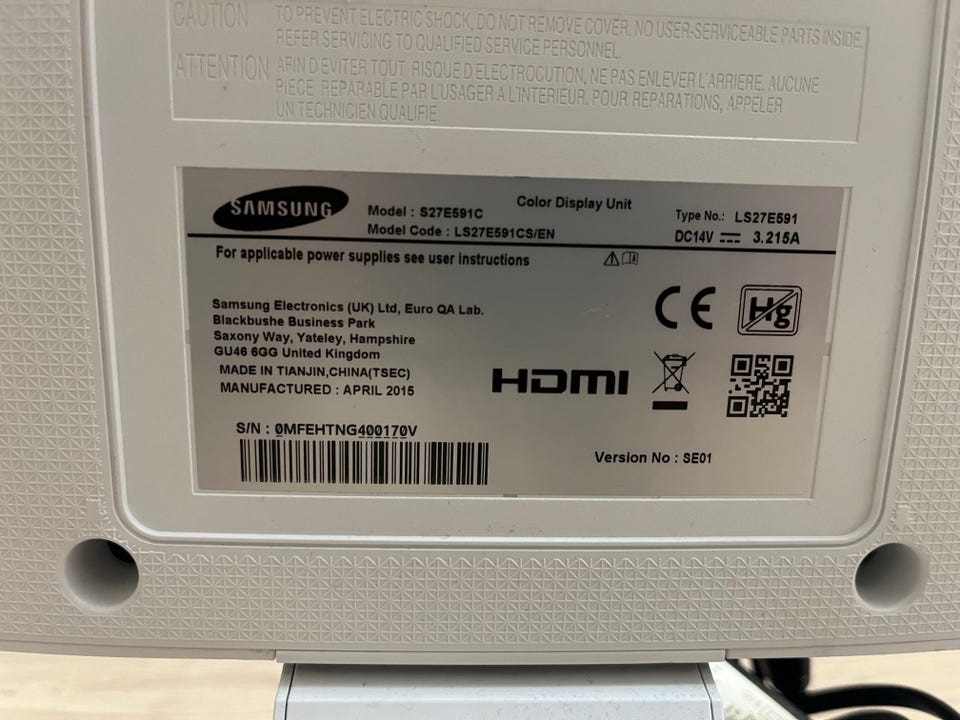 CAUTION TO PREVENT ELECTRIC SHOCK, DO NOT REMOVE COVER. NO USER-SERVICEABLE PARTS INSIDE.
REFER SERVICING TO QUALIFIED SERVICE PERSONNEL.
ATTENTION AFIN D'EVITER TOUT RISQUE D'ELECTROCUTION, NE PAS ENLEVER L'ARRIERE. AUCUNE
PIECE REPARABLE PAR L'USAGER A L'INTERIEUR. POUR REPARATIONS, APPELER
UN TECHNICIEN QUALIFIE.
SAMSUNG
Model : S27E591C
Model Code : LS27E591CS/EN
Color Display Unit
Type No.: LS27E591
DC14V ⎓ 3.215A
For applicable power supplies see user instructions
Samsung Electronics (UK) Ltd, Euro QA Lab.
Blackbushe Business Park
Saxony Way, Yateley, Hampshire
GU46 6GG United Kingdom
MADE IN TIANJIN,CHINA(TSEC)
MANUFACTURED : APRIL 2015
CE
Hg
HDMI
S/N : 0MFEHTNG400170V
Version No : SE01